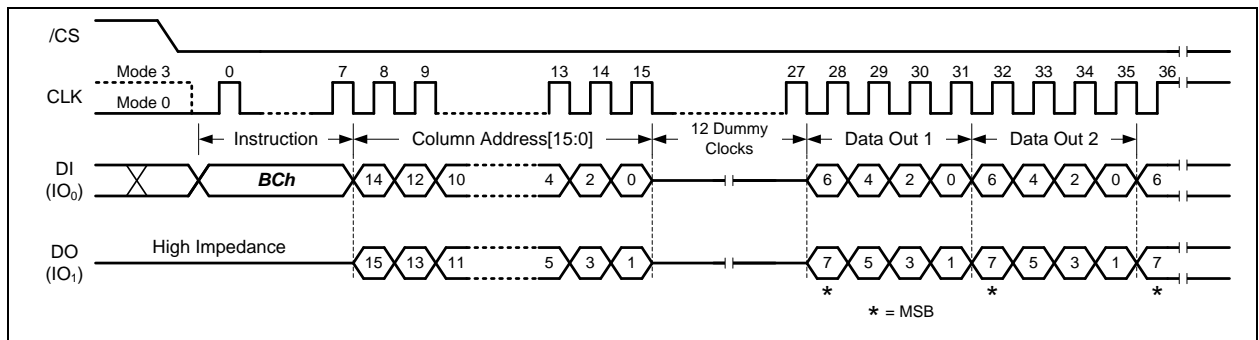 /CS
Mode 3 0 7 8 9 13 14 15 27 28 29 30 31 32 33 34 35 36
CLK Mode 0
Instruction Column Address[15:0] 12 Dummy Clocks Data Out 1 Data Out 2
DI (IO0) BCh 14 12 10 4 2 0 6 4 2 0 6 4 2 0 6
High Impedance
DO (IO1) 15 13 11 5 3 1 7 5 3 1 7 5 3 1 7
* * *
* = MSB